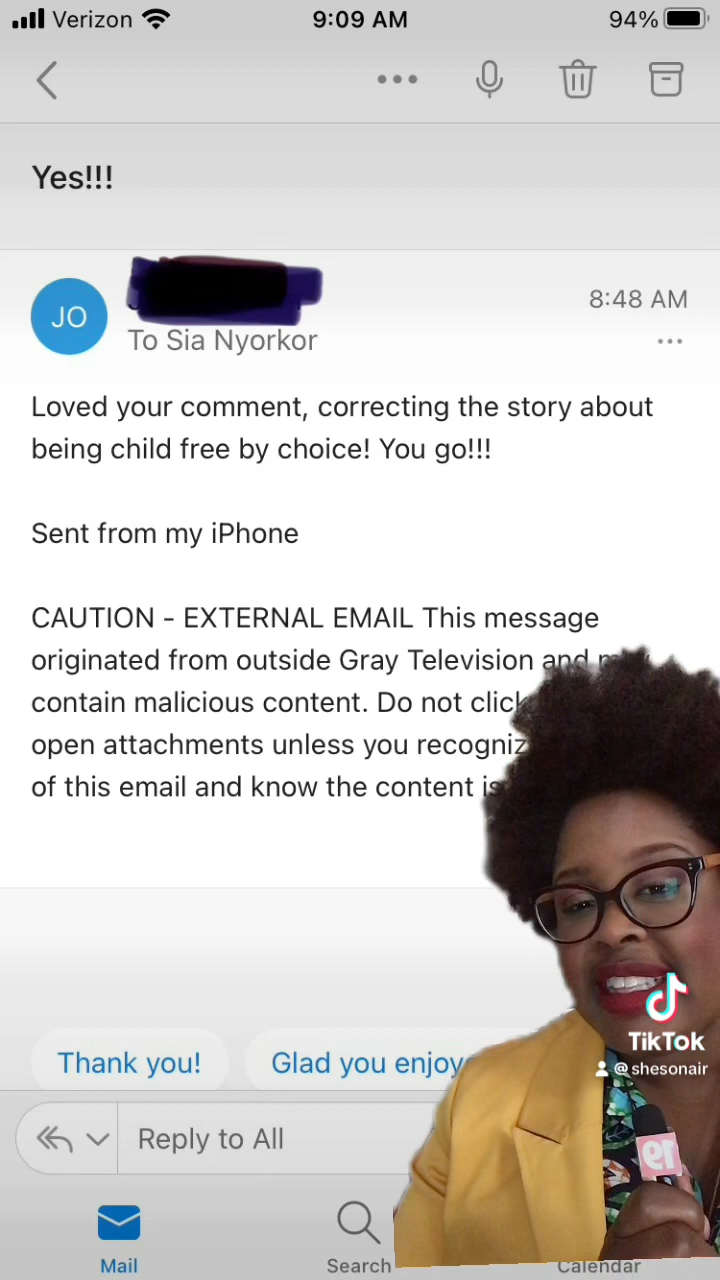 Verizon 9:09 AM 94%
Yes!!!
JO
8:48 AM
To Sia Nyorkor
Loved your comment, correcting the story about
being child free by choice! You go!!!
Sent from my iPhone
CAUTION - EXTERNAL EMAIL This message
originated from outside Gray Television and
contain malicious content. Do not click
open attachments unless you
of this email and know the content is
Thank you! Glad you
TikTok
@shesonair
Reply to All
19
Mail Search Calendar